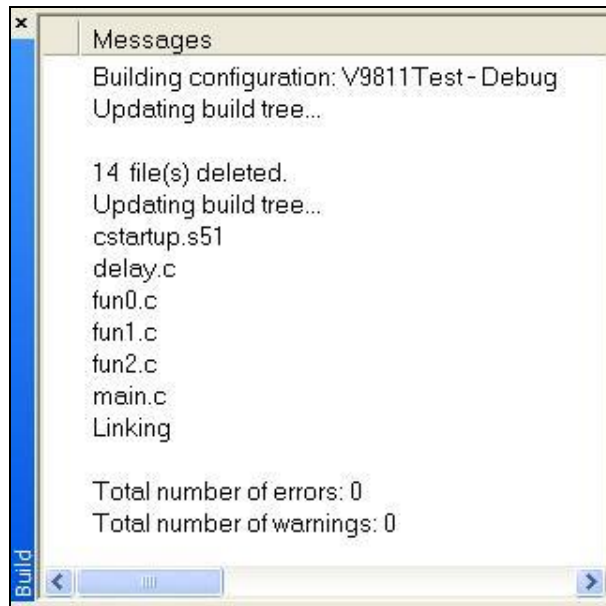 Messages
Building configuration: V9811Test - Debug
Updating build tree...
14 file(s) deleted.
Updating build tree...
cstartup.s51
delay.c
fun0.c
fun1.c
fun2.c
main.c
Linking
Total number of errors: 0
Total number of warnings: 0
Build